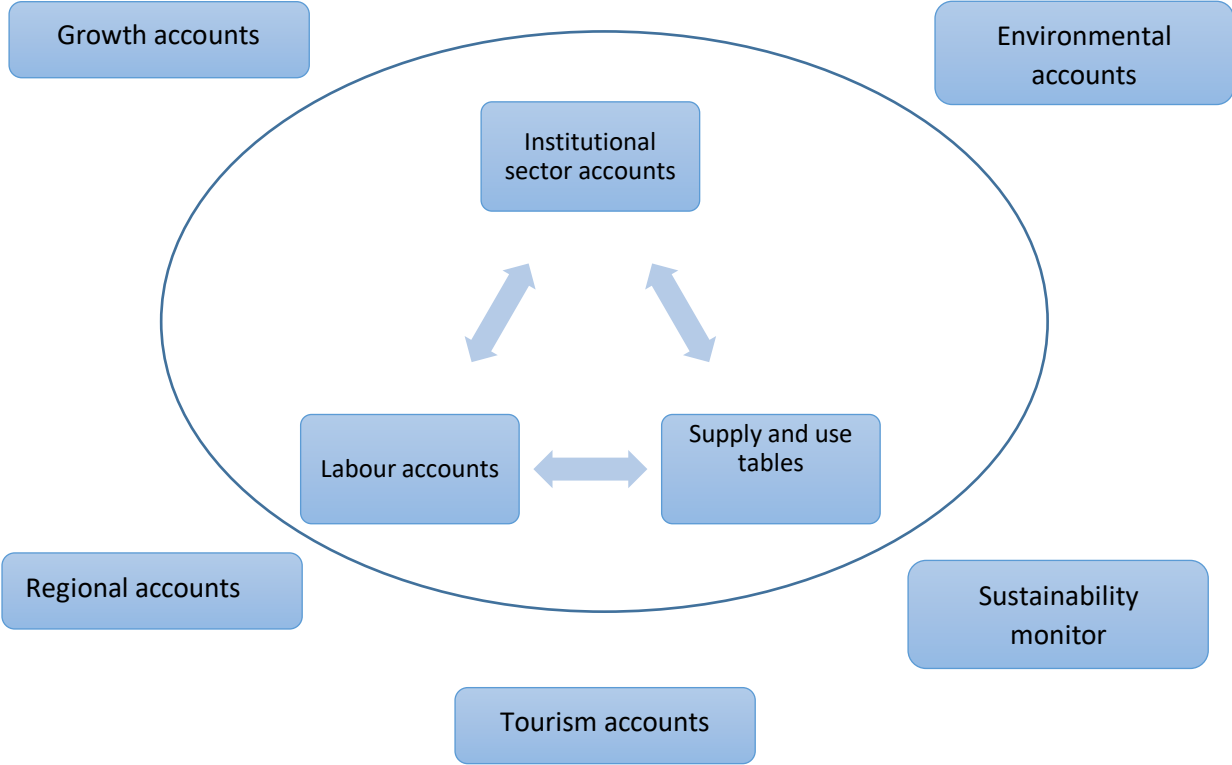 Growth accounts
Environmental
accounts
Institutional
sector accounts
Labour accounts
Supply and use
tables
Regional accounts
Sustainability
monitor
Tourism accounts